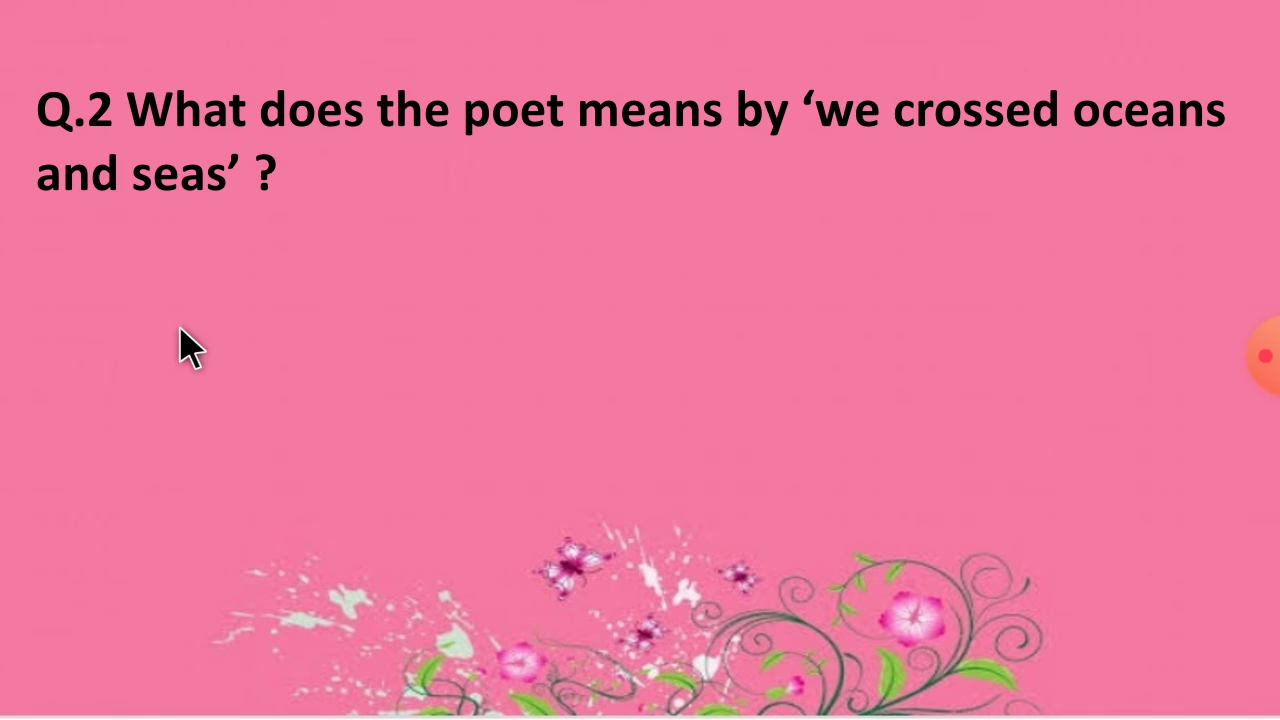 Q.2 What does the poet means by ‘we crossed oceans
and seas’ ?